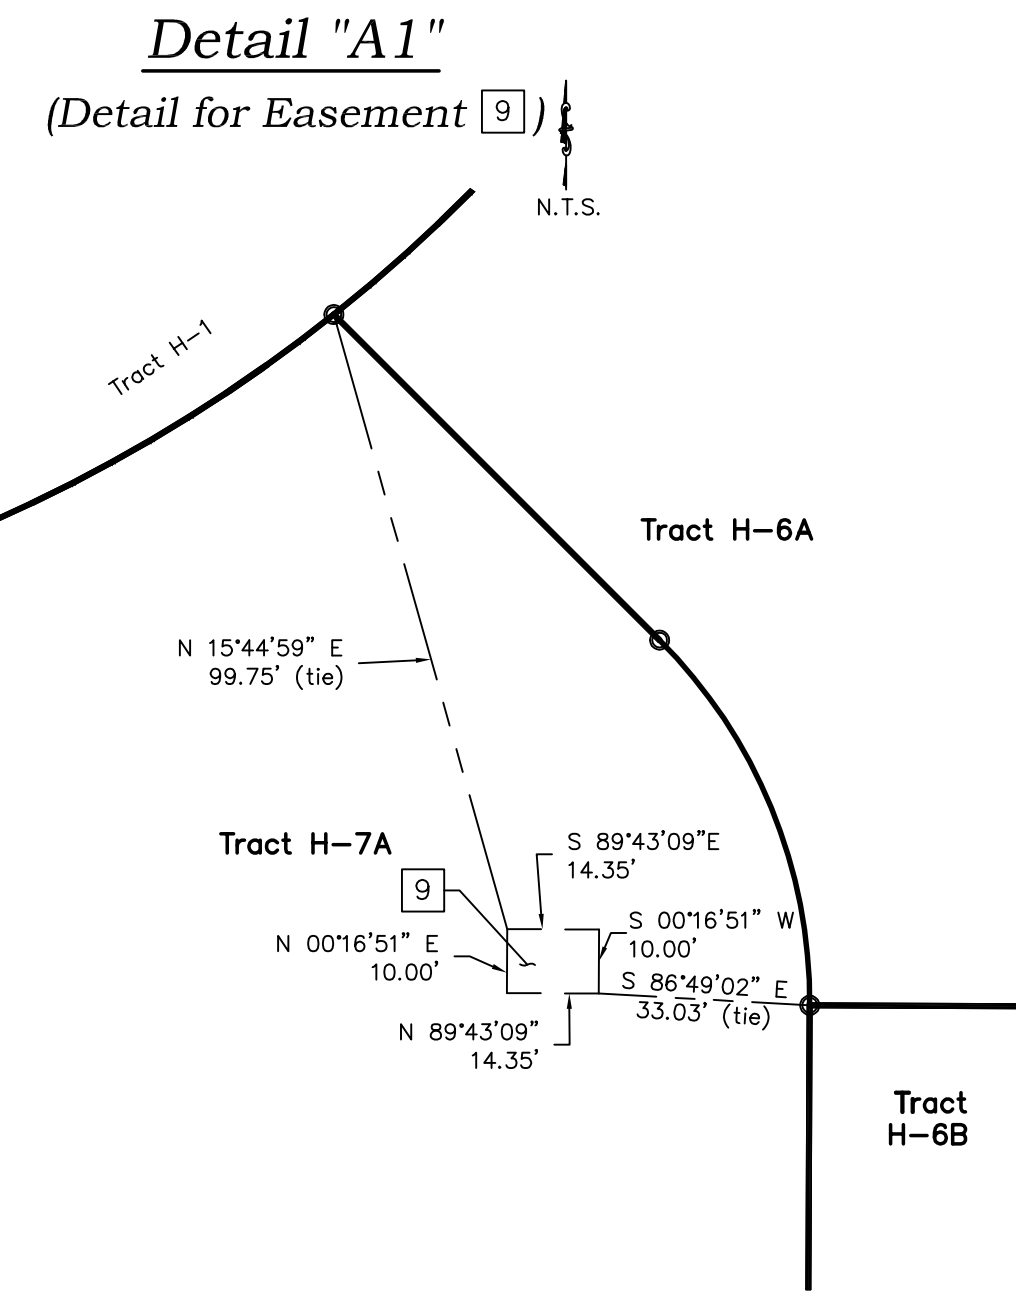 Detail "A1"
(Detail for Easement 9 )
N.T.S.
Tract H-1
Tract H-6A
N 15°44'59" E
99.75' (tie)
Tract H-7A
S 89°43'09"E
14.35'
9
S 00°16'51" W
10.00'
N 00°16'51" E
10.00'
S 86°49'02" E
33.03' (tie)
N 89°43'09"
14.35'
Tract
H-6B